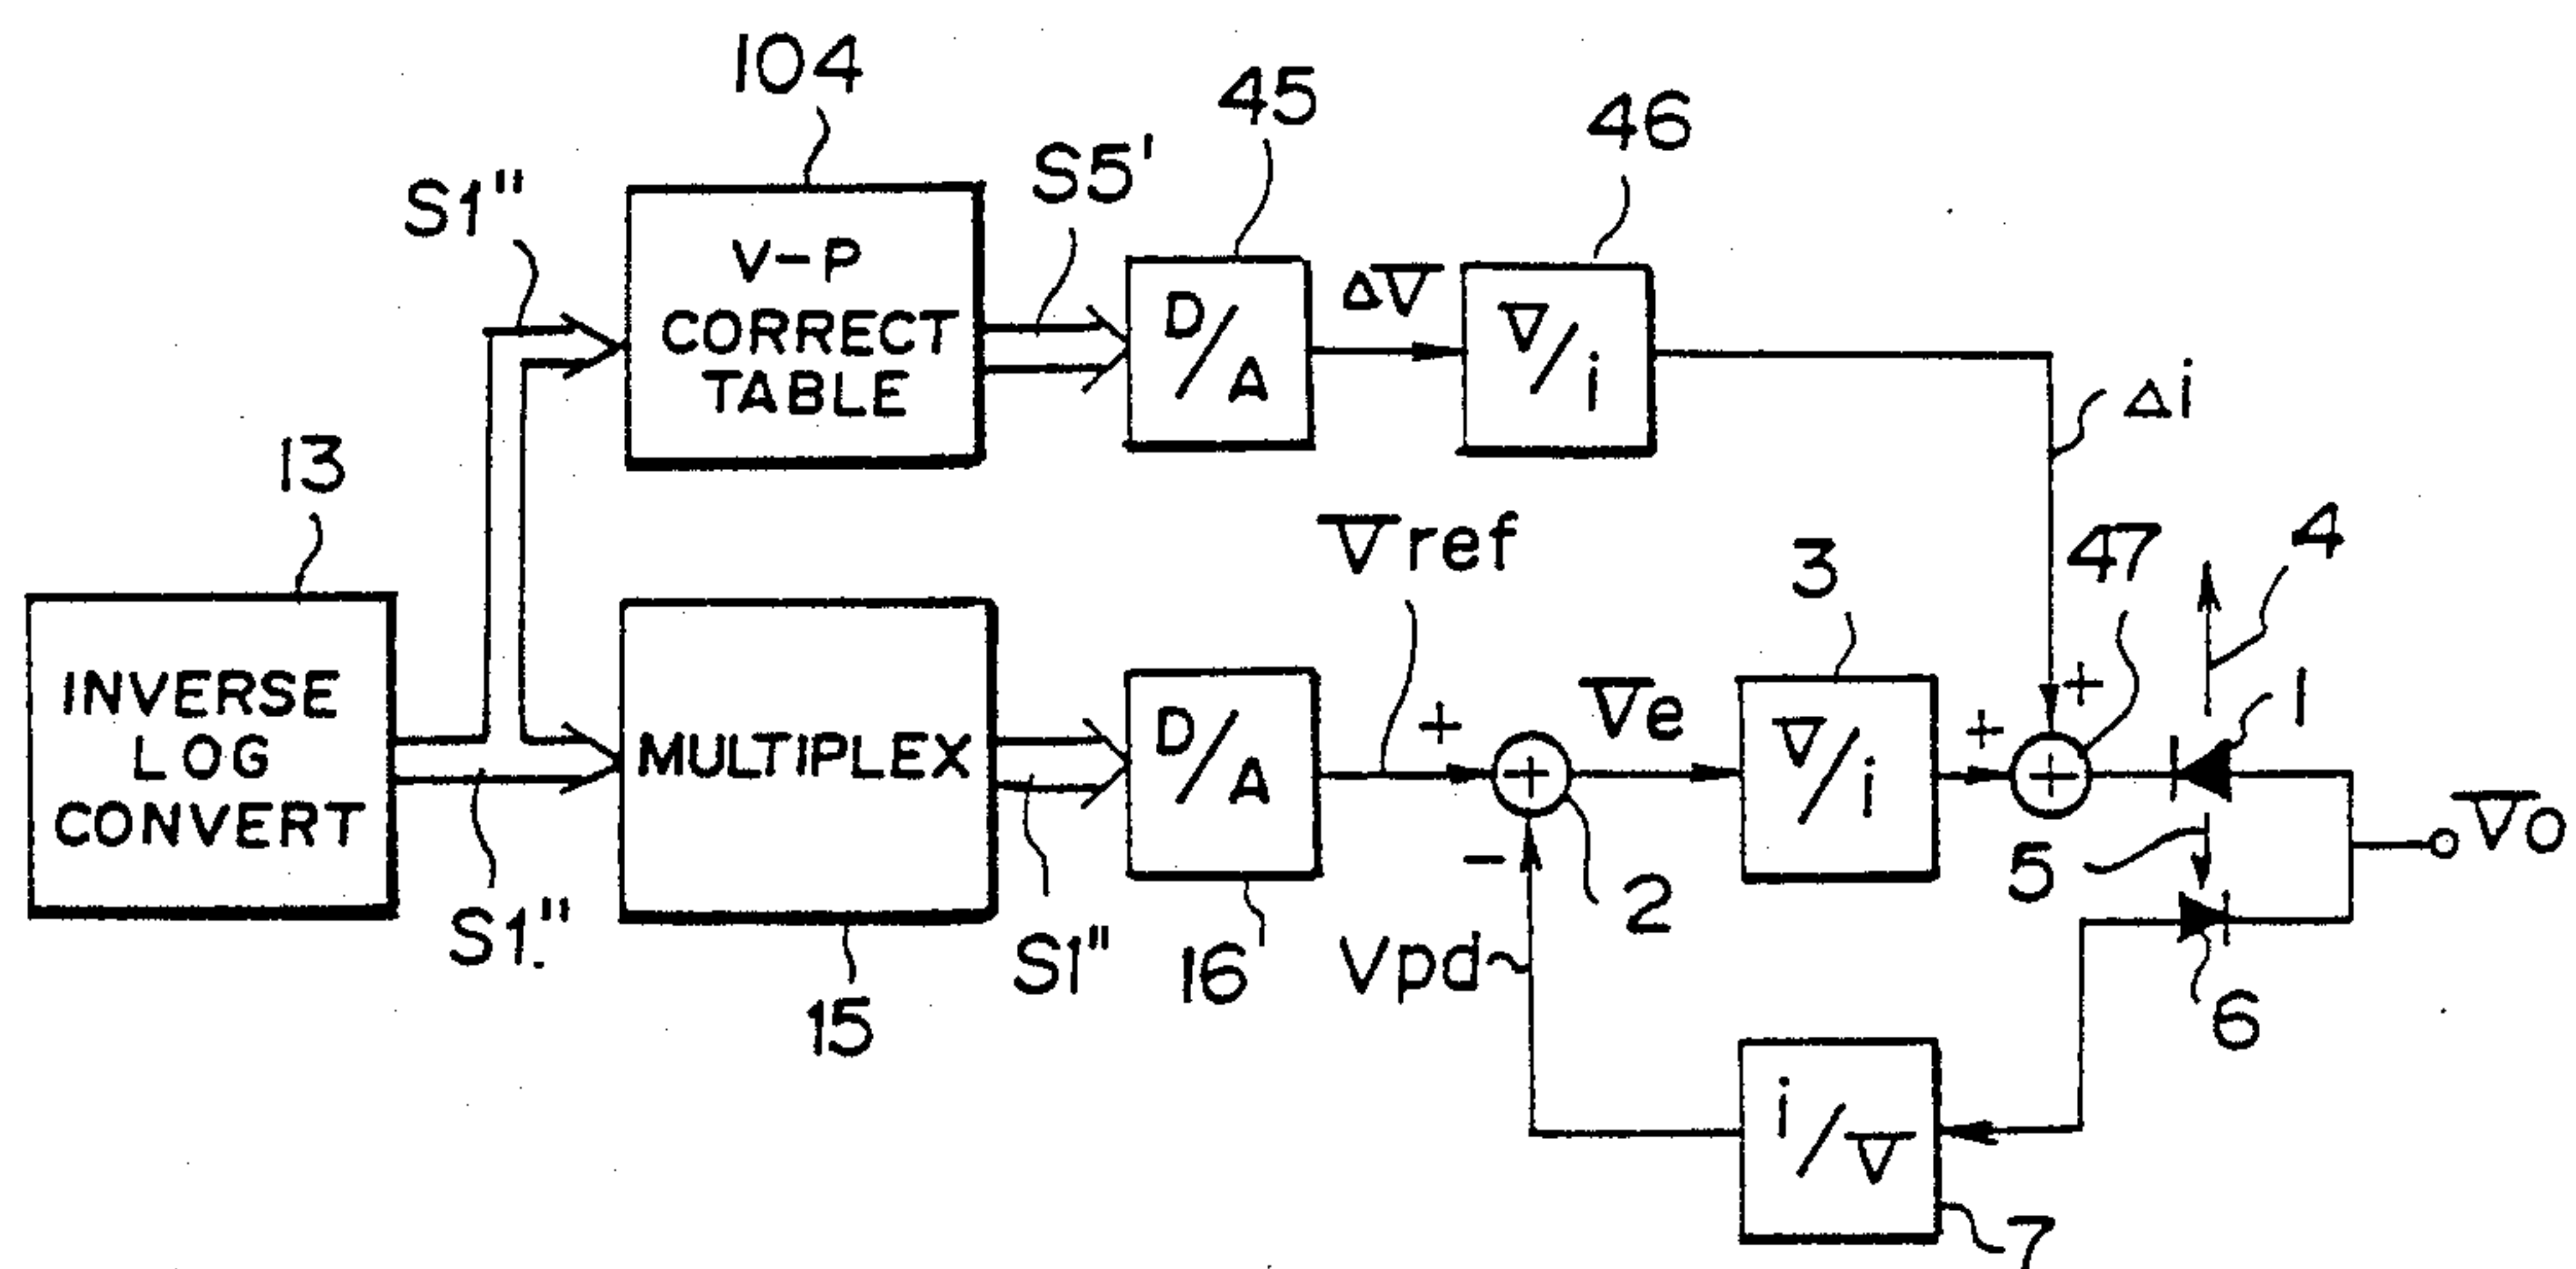 104
45
46
S1"
S5'
V-P
CORRECT
TABLE
D/A
ΔV
V/i
Δi
13
Vref
3
47
4
INVERSE
LOG
CONVERT
MULTIPLEX
D/A
+
+
Ve
V/i
+
+
+
1
Vo
S1"
15
S1"
16
-
2
5
Vpd
6
i/V
7